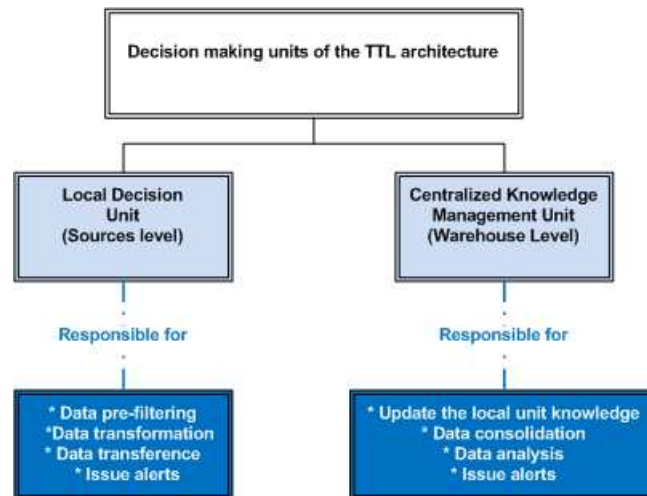 Decision making units of the TTL architecture
Local Decision
Unit
(Sources level)
Centralized Knowledge
Management Unit
(Warehouse Level)
Responsible for
Responsible for
* Data pre-filtering
*Data transformation
* Data transference
* Issue alerts
* Update the local unit knowledge
* Data consolidation
* Data analysis
* Issue alerts